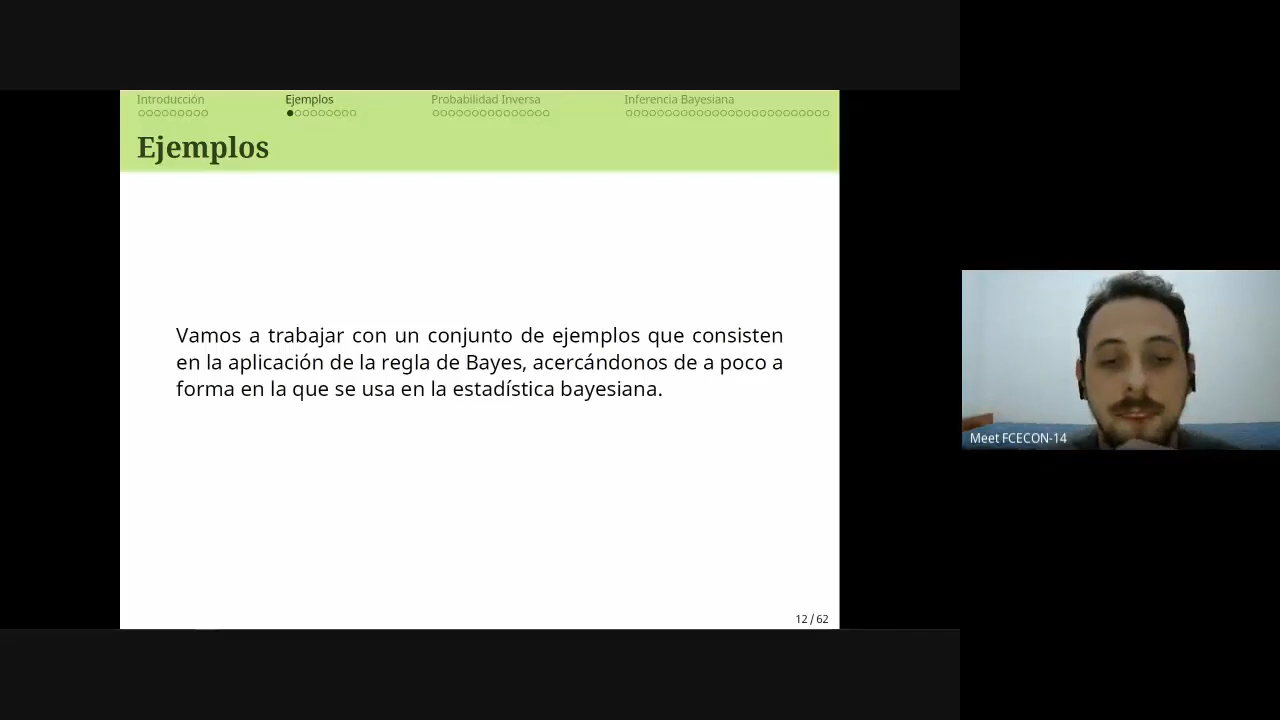 Introducción
Ejemplos
Probabilidad Inversa
Inferencia Bayesiana
Ejemplos
Vamos a trabajar con un conjunto de ejemplos que consisten
en la aplicación de la regla de Bayes, acercándonos de a poco a
forma en la que se usa en la estadística bayesiana.
12 / 62
Meet FCECON-14